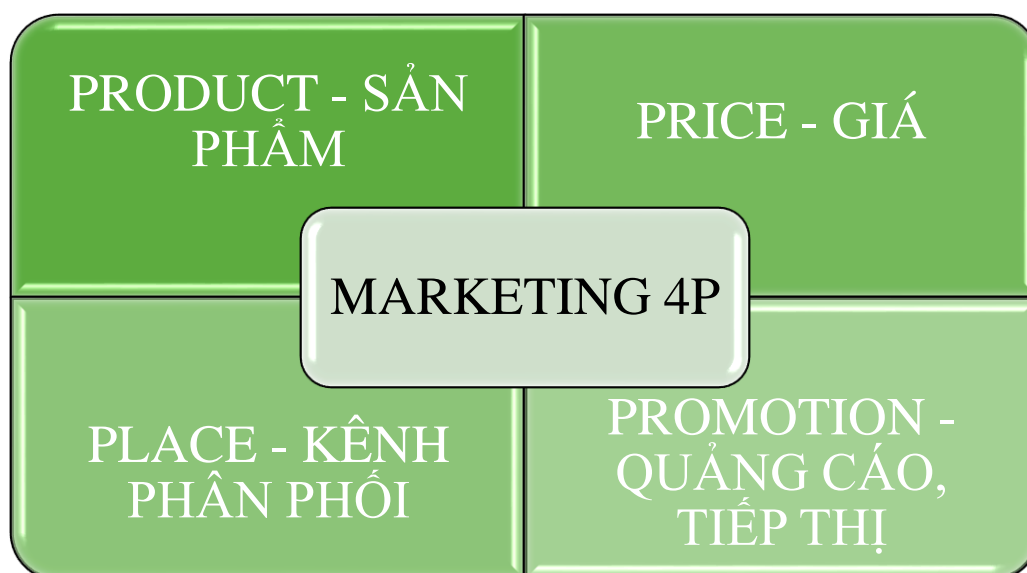 PRODUCT - SẢN
PHẨM
PRICE - GIÁ
MARKETING 4P
PLACE - KÊNH
PHÂN PHỐI
PROMOTION -
QUẢNG CÁO,
TIẾP THỊ